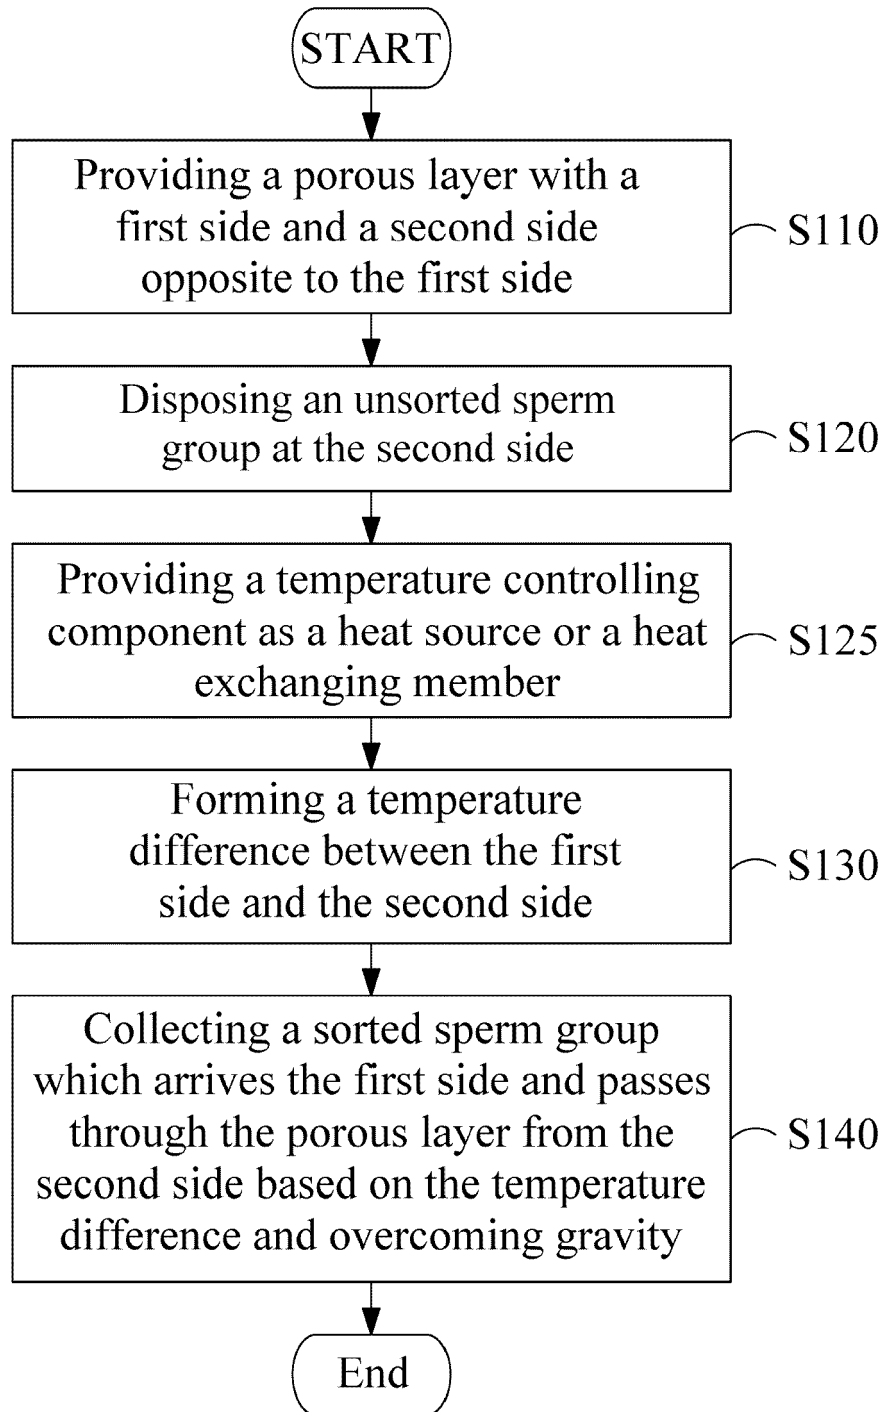 START
Providing a porous layer with a
first side and a second side
opposite to the first side
S110
Disposing an unsorted sperm
group at the second side
S120
Providing a temperature controlling
component as a heat source or a heat
exchanging member
S125
Forming a temperature
difference between the first
side and the second side
S130
Collecting a sorted sperm group
which arrives the first side and passes
through the porous layer from the
second side based on the temperature
difference and overcoming gravity
S140
End